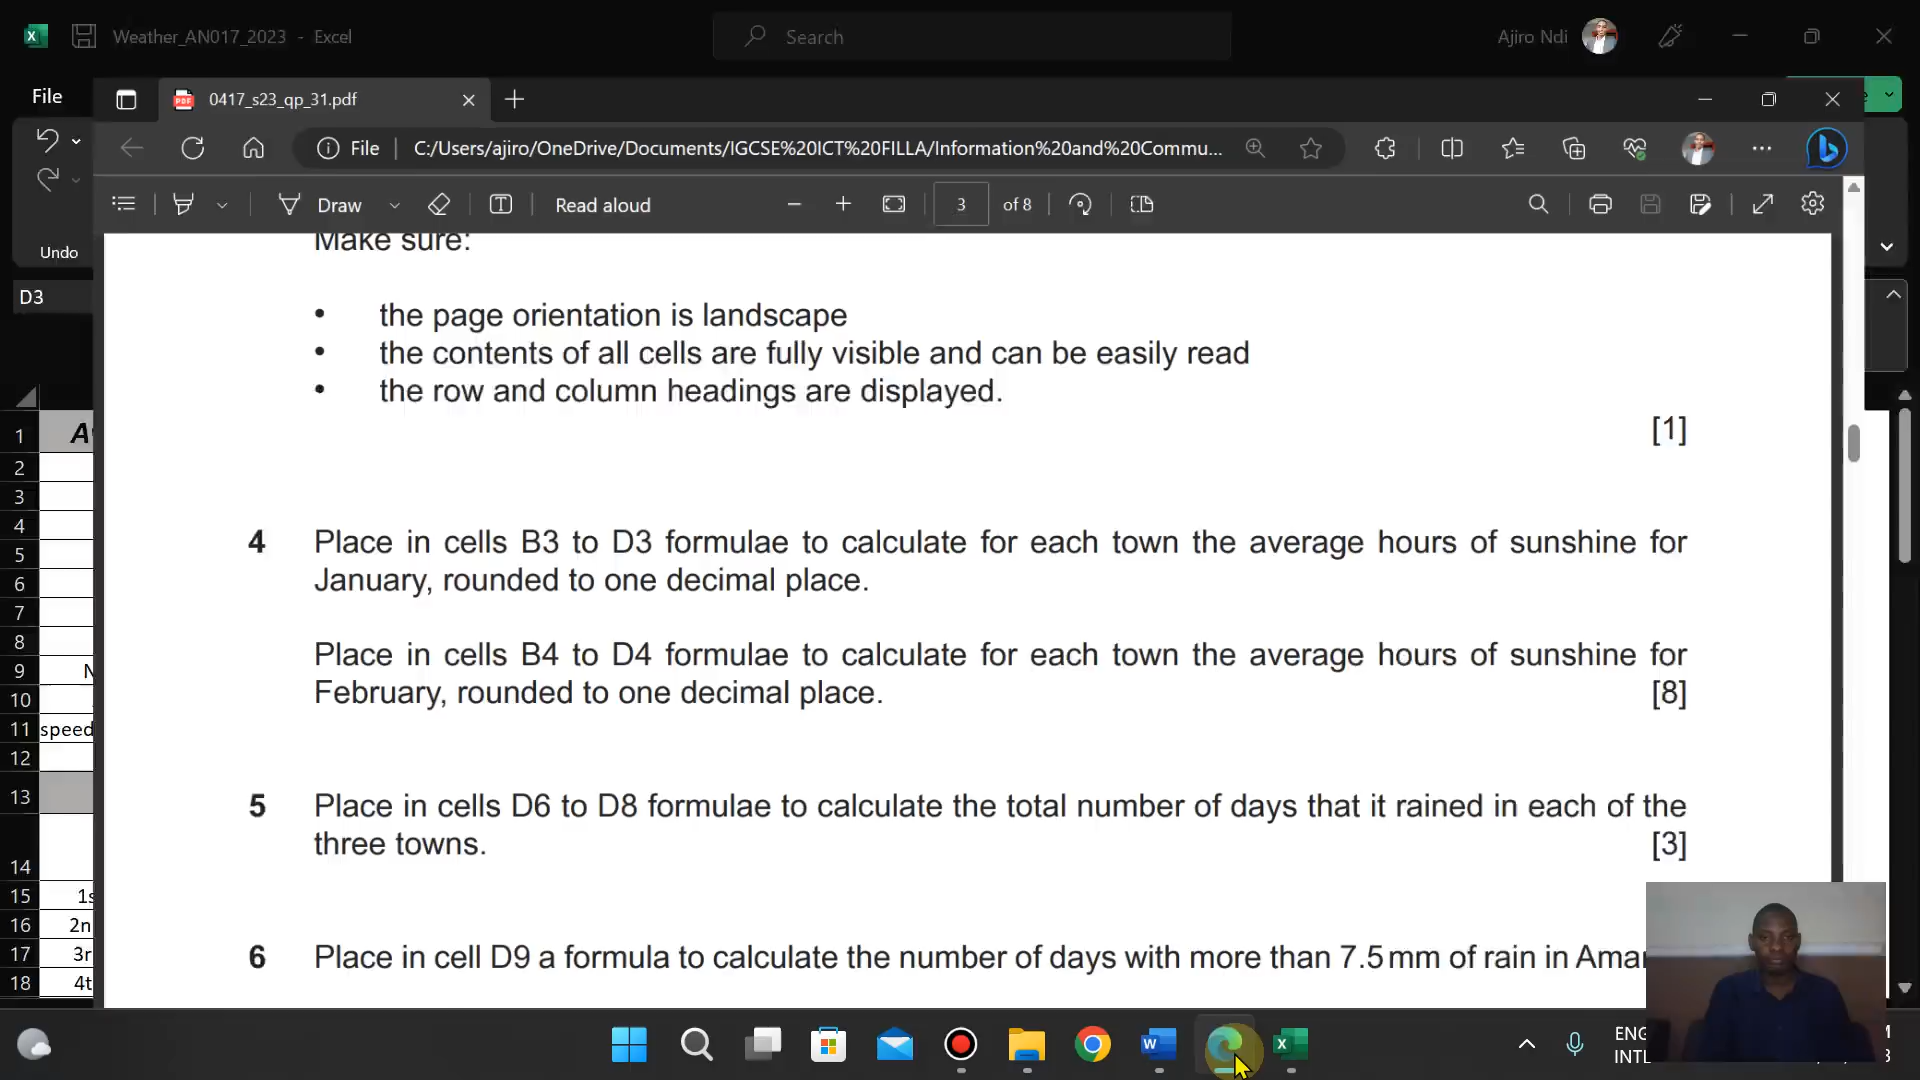 Weather_AN017_2023 - Excel
Search
Ajiro Ndi
File
0417_s23_qp_31.pdf
File
C:/Users/ajiro/OneDrive/Documents/IGCSE%20ICT%20FILLA/Information%20and%20Commu...
Draw
Read aloud
3 of 8
Undo
D3
Make sure:
• the page orientation is landscape
• the contents of all cells are fully visible and can be easily read
• the row and column headings are displayed.
[1]
4 Place in cells B3 to D3 formulae to calculate for each town the average hours of sunshine for
January, rounded to one decimal place.
Place in cells B4 to D4 formulae to calculate for each town the average hours of sunshine for
February, rounded to one decimal place. [8]
5 Place in cells D6 to D8 formulae to calculate the total number of days that it rained in each of the
three towns. [3]
6 Place in cell D9 a formula to calculate the number of days with more than 7.5 mm of rain in
1
2
3
4
5
6
7
8
9 N
10
11 speed
12
13
14
15 1s
16 2n
17 3r
18 4t
ENG
INTL